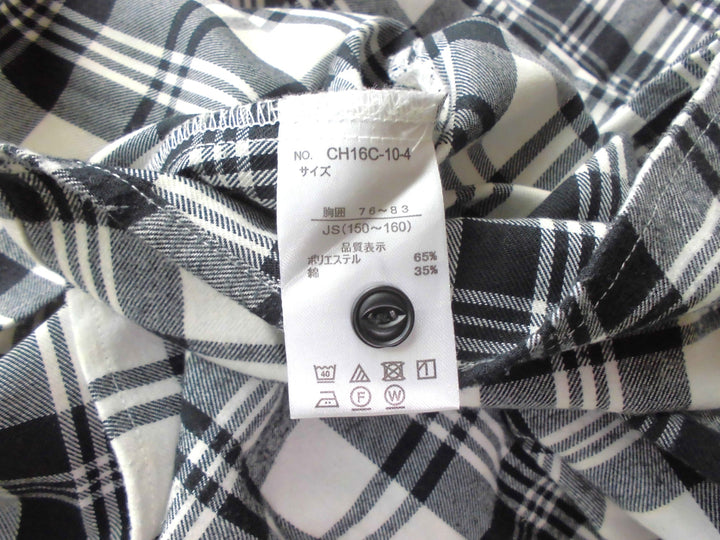 NO. CH16C-10-4
サイズ
胸囲 76～83
JS(150～160)
品質表示
ポリエステル 65%
綿 35%
40
F W